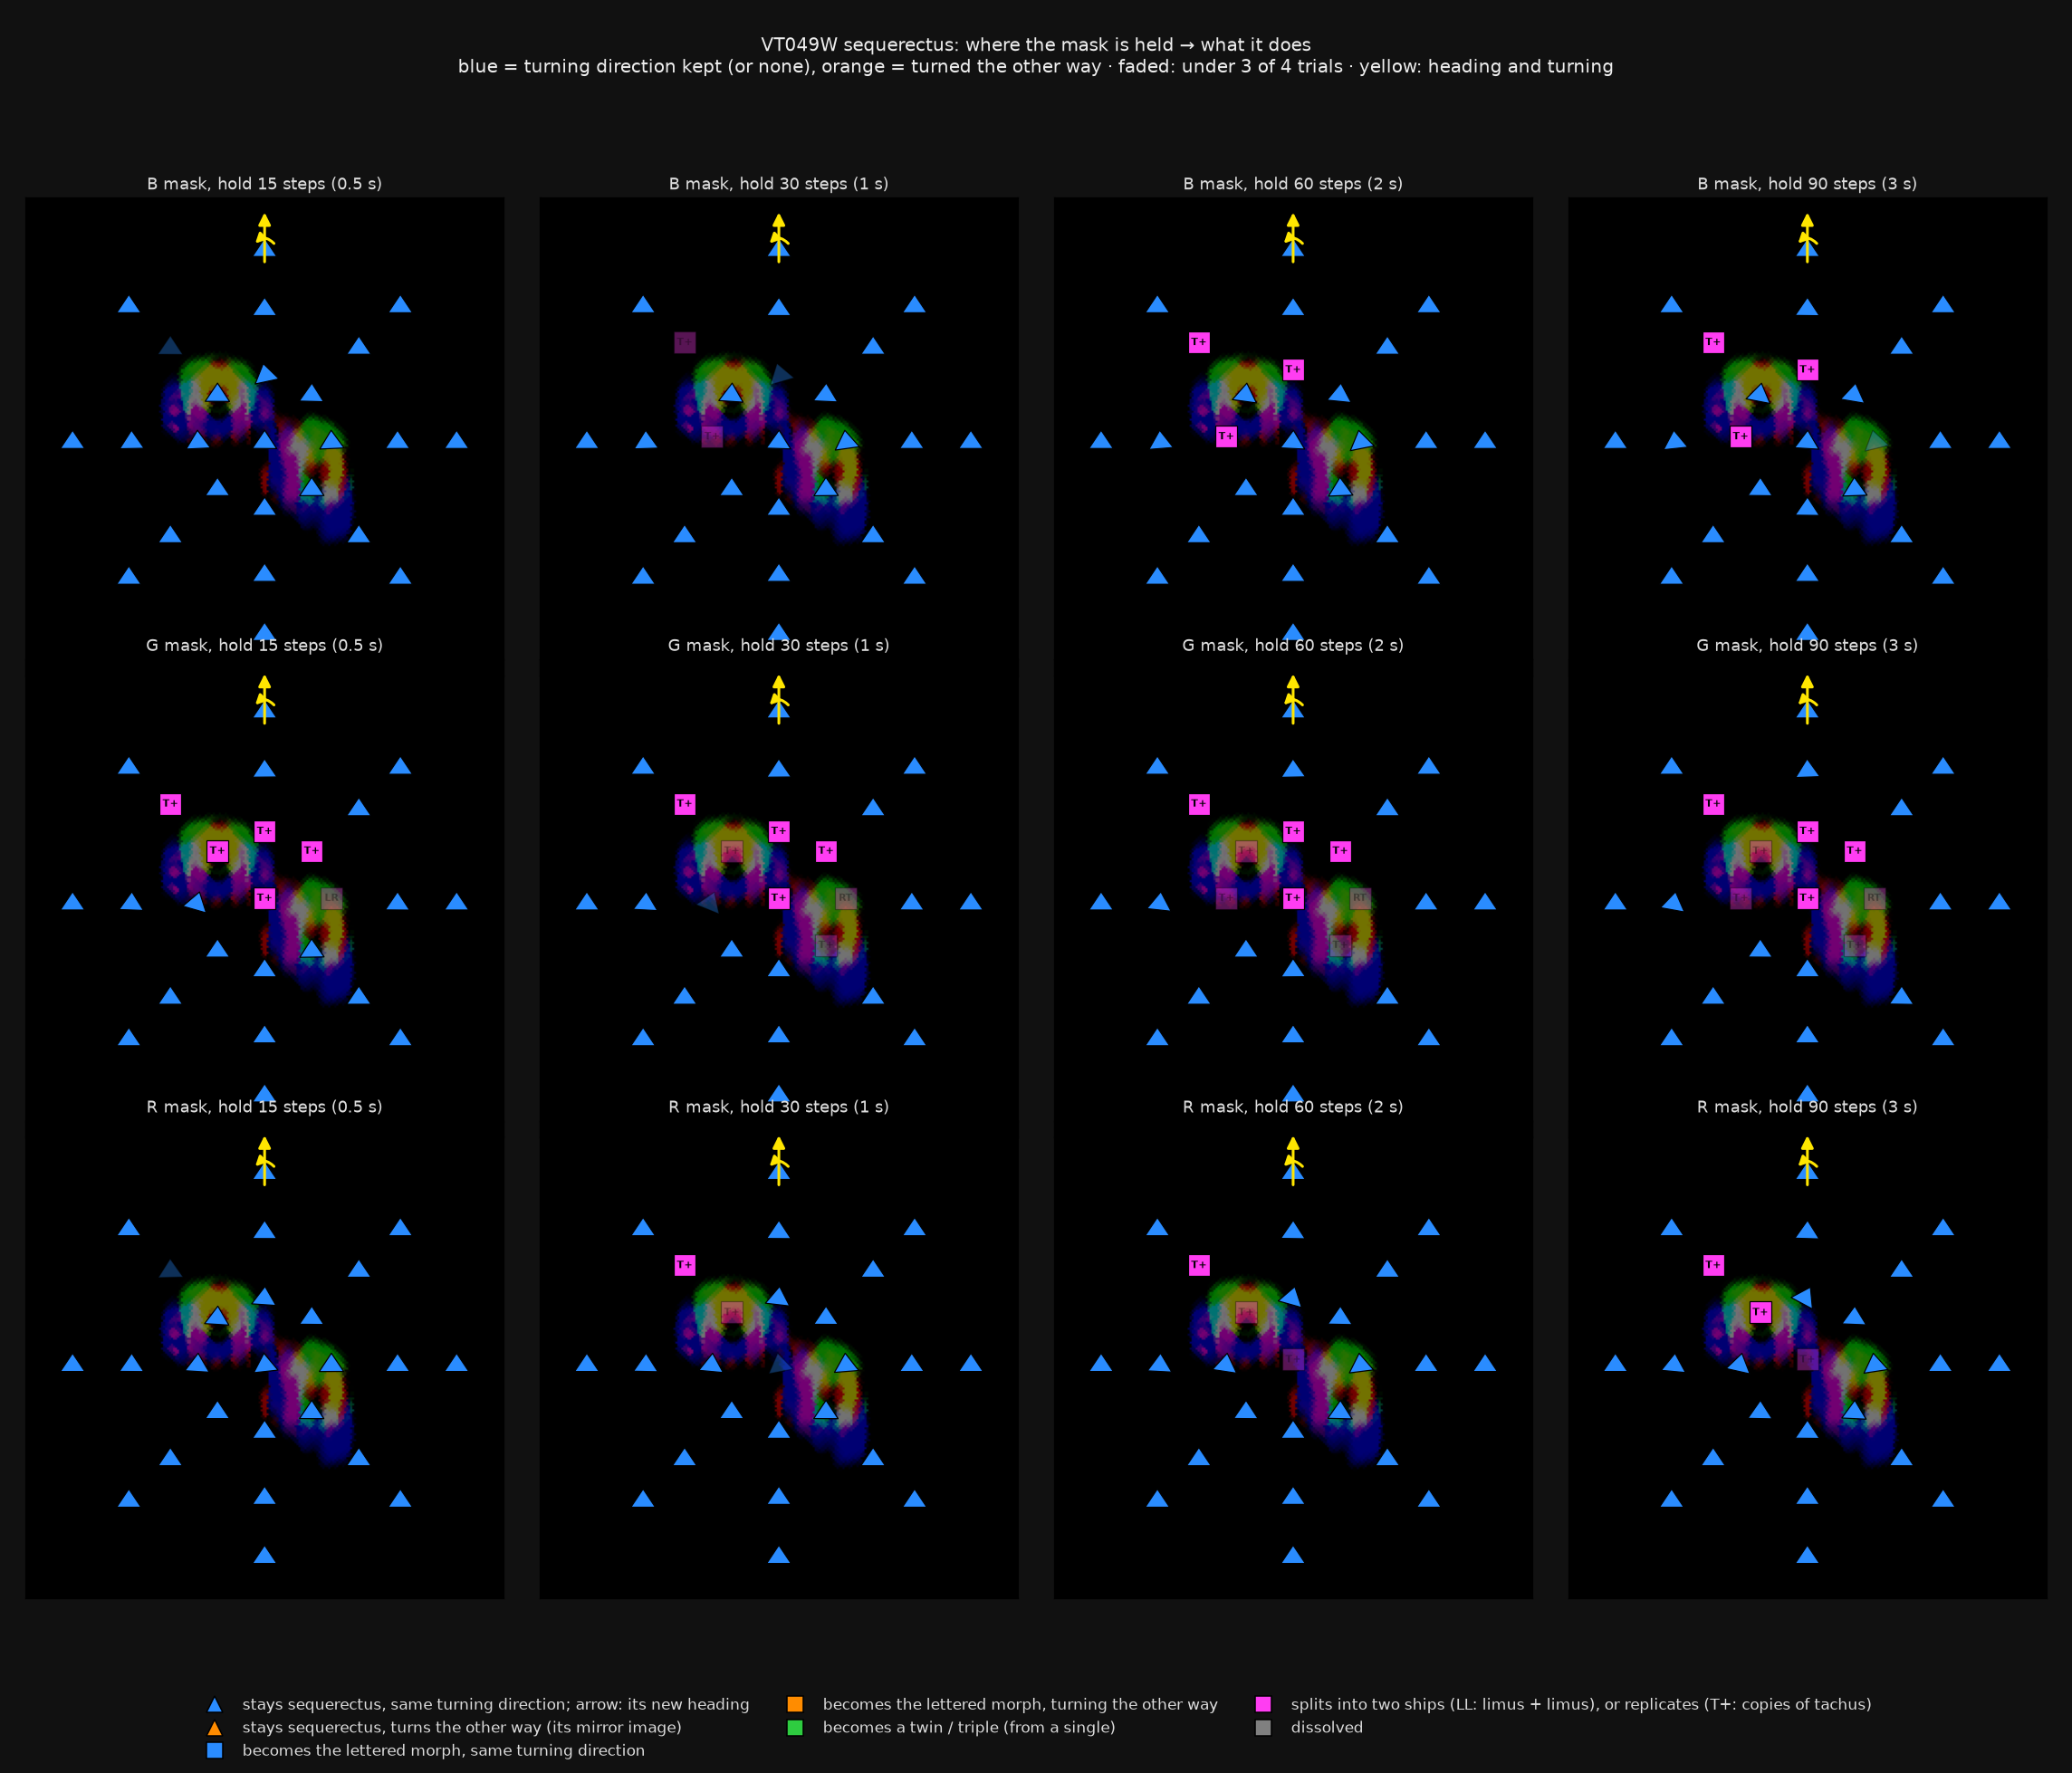 VT049W sequerectus: where the mask is held → what it does
blue = turning direction kept (or none), orange = turned the other way · faded: under 3 of 4 trials · yellow: heading and turning
B mask, hold 15 steps (0.5 s)
B mask, hold 30 steps (1 s)
B mask, hold 60 steps (2 s)
B mask, hold 90 steps (3 s)
T+
T+
T+
T+
T+
T+
T+
T+
G mask, hold 15 steps (0.5 s)
G mask, hold 30 steps (1 s)
G mask, hold 60 steps (2 s)
G mask, hold 90 steps (3 s)
T+
T+
T+ T+
T+ LR
T+
T+
T+ T+
T+ RT
T+
T+
T+
T+ T+
T+ T+ RT
T+
T+
T+
T+ T+
T+ T+ RT
T+
R mask, hold 15 steps (0.5 s)
R mask, hold 30 steps (1 s)
R mask, hold 60 steps (2 s)
R mask, hold 90 steps (3 s)
T+
T+
T+
T+
T+
T+
T+
T+
stays sequerectus, same turning direction; arrow: its new heading
stays sequerectus, turns the other way (its mirror image)
becomes the lettered morph, same turning direction
becomes the lettered morph, turning the other way
becomes a twin / triple (from a single)
splits into two ships (LL: limus + limus), or replicates (T+: copies of tachus)
dissolved